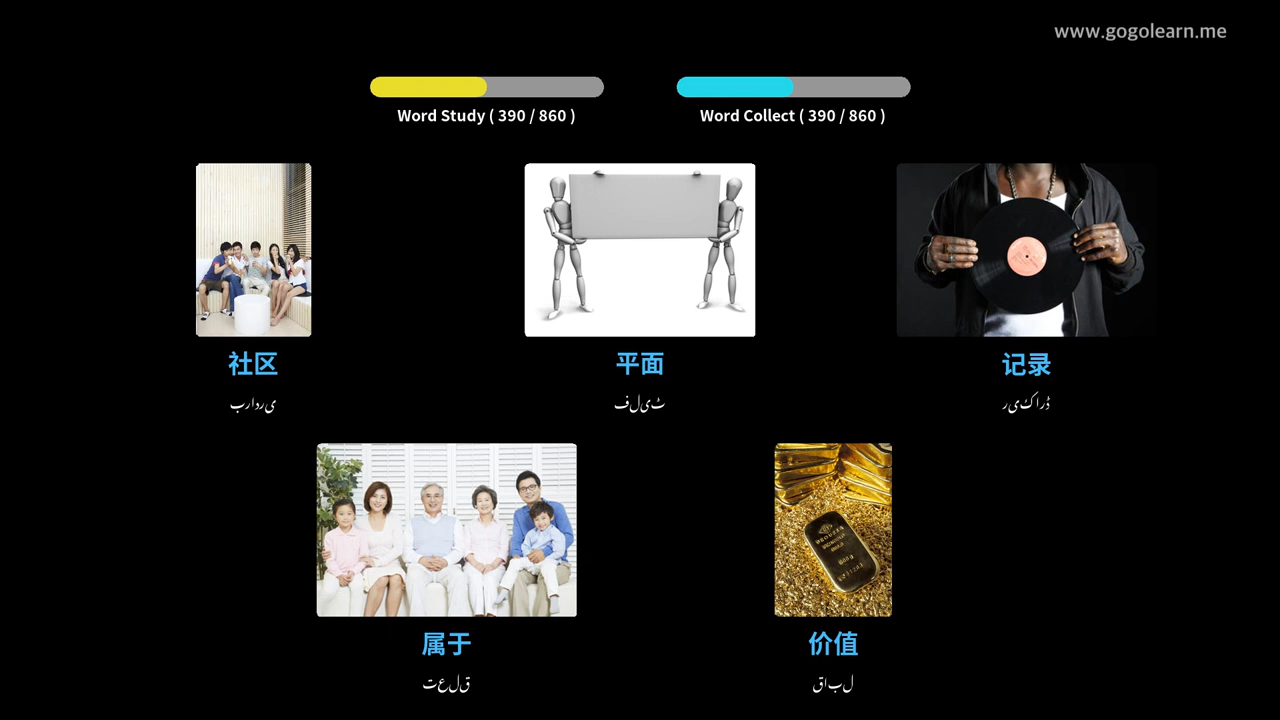 www.gogolearn.me
Word Study ( 390 / 860 )
Word Collect ( 390 / 860 )
社区
平面
记录
برادری
فلیٹ
ریکارڈ
属于
价值
تعلق
قابل